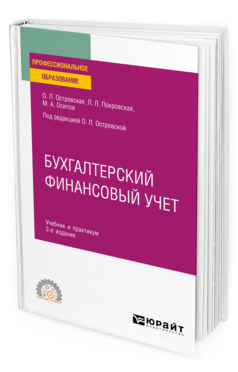 ПРОФЕССИОНАЛЬНОЕ
ОБРАЗОВАНИЕ
О. Л. Островская, Л. Л. Покровская,
М. А. Осипов
Под редакцией О. Л. Островской
БУХГАЛТЕРСКИЙ
ФИНАНСОВЫЙ УЧЕТ
Учебник и практикум
2-е издание
юрайт